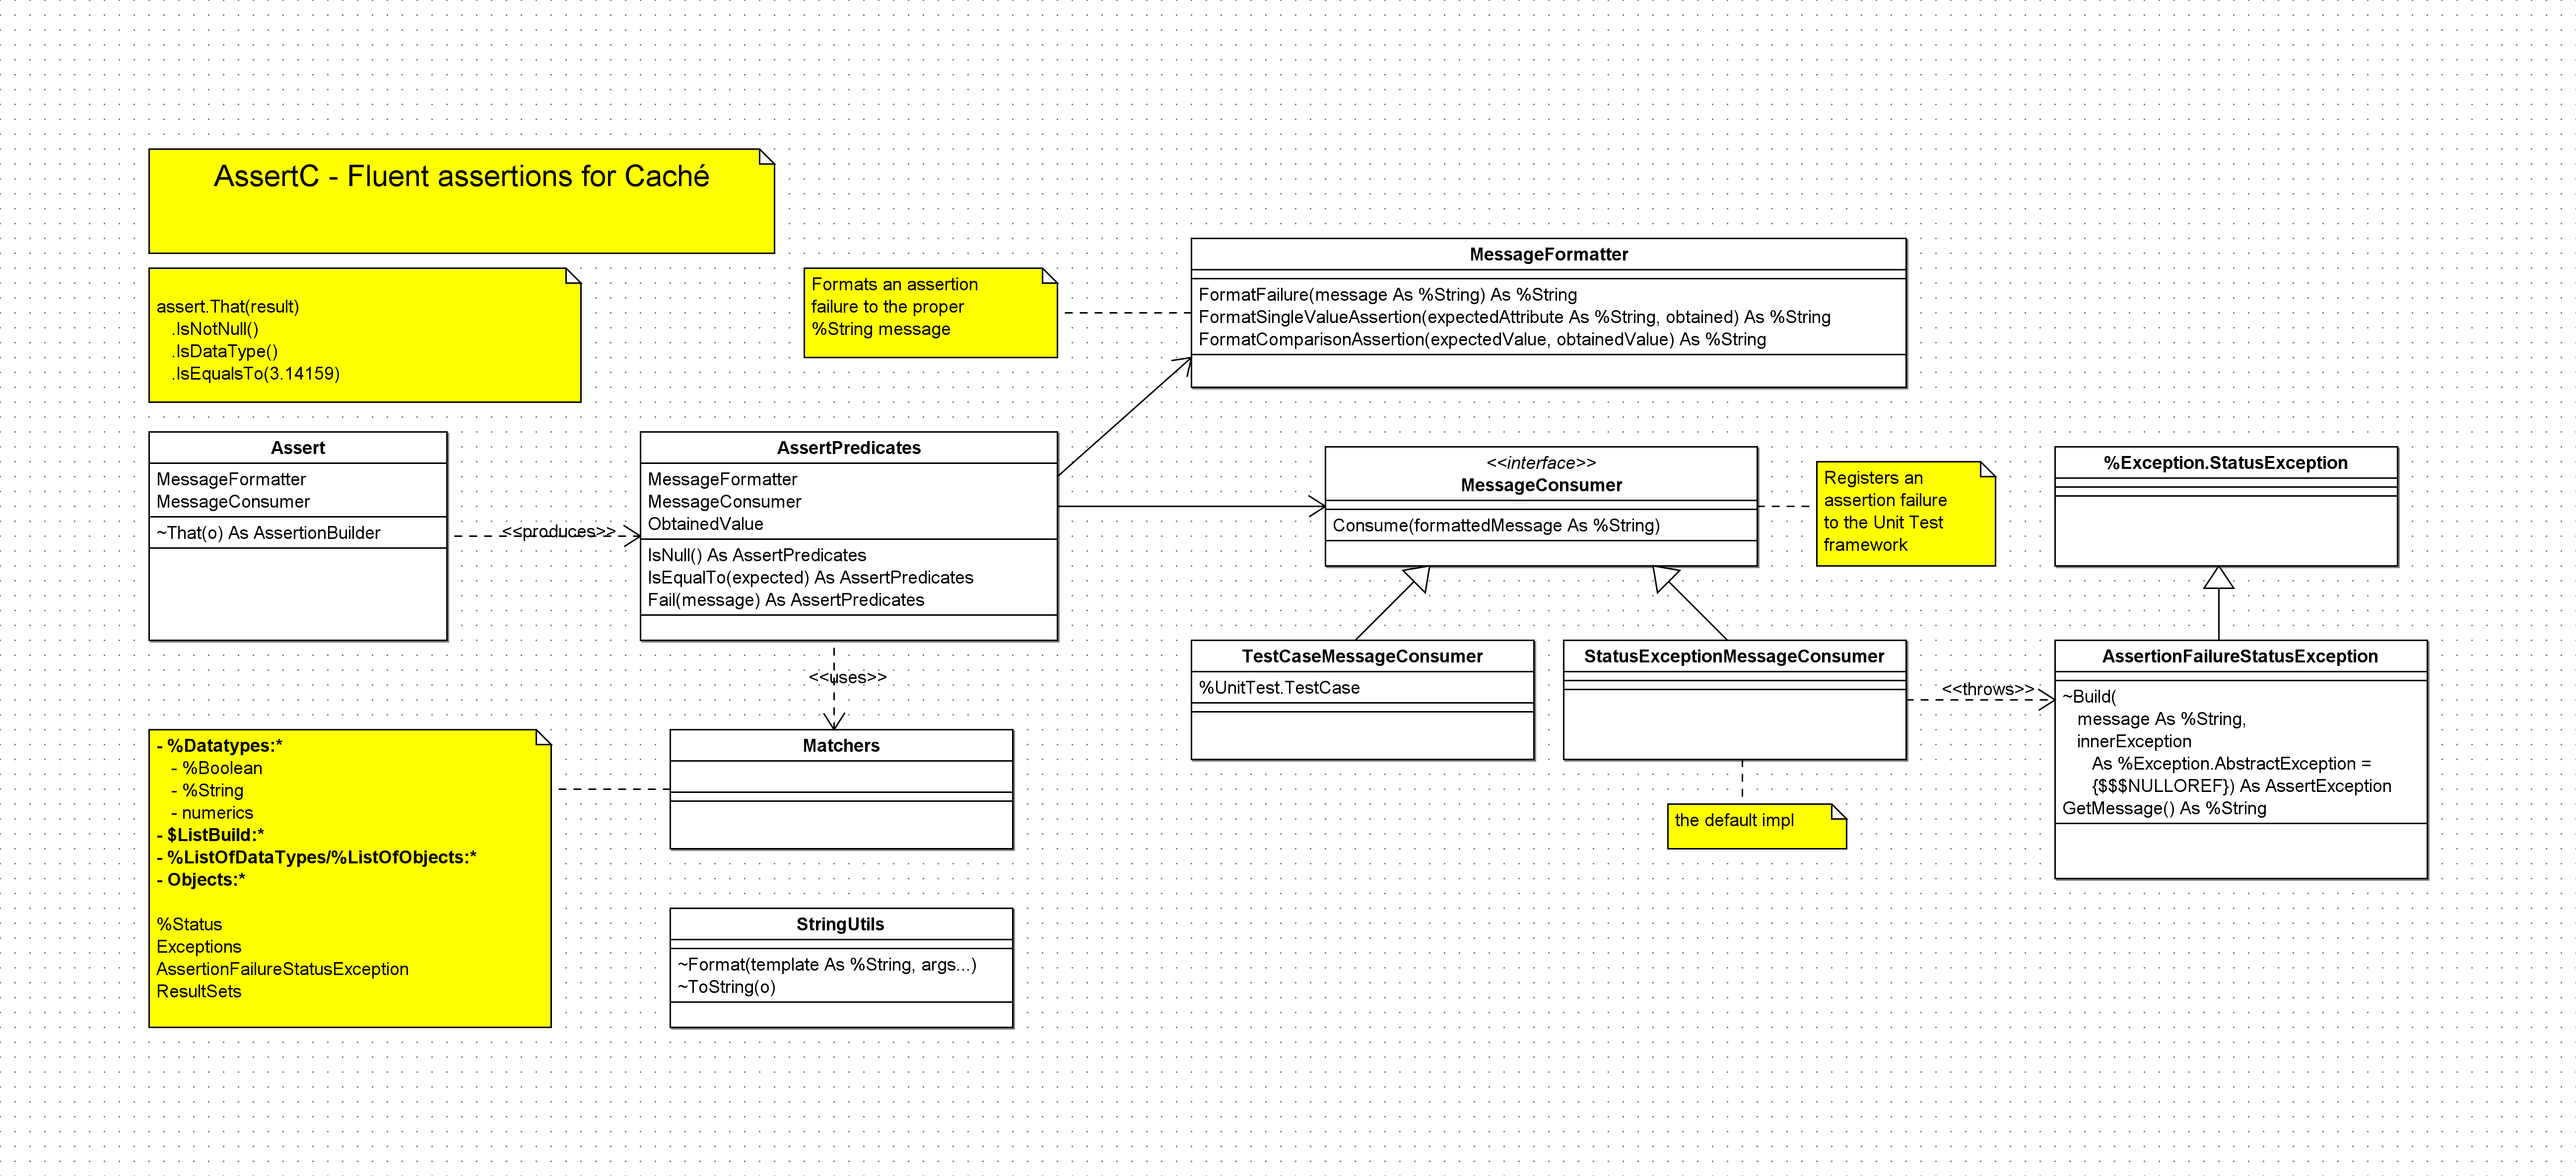 AssertC - Fluent assertions for Caché
assert.That(result)
.IsNotNull()
.IsDataType()
.IsEqualsTo(3.14159)
Formats an assertion
failure to the proper
%String message
MessageFormatter
FormatFailure(message As %String) As %String
FormatSingleValueAssertion(expectedAttribute As %String, obtained) As %String
FormatComparisonAssertion(expectedValue, obtainedValue) As %String
Assert
MessageFormatter
MessageConsumer
~That(o) As AssertionBuilder
<<produces>>
AssertPredicates
MessageFormatter
MessageConsumer
ObtainedValue
IsNull() As AssertPredicates
IsEqualTo(expected) As AssertPredicates
Fail(message) As AssertPredicates
<<interface>>
MessageConsumer
Consume(formattedMessage As %String)
Registers an
assertion failure
to the Unit Test
framework
%Exception.StatusException
<<uses>>
TestCaseMessageConsumer
%UnitTest.TestCase
StatusExceptionMessageConsumer
<<throws>>
AssertionFailureStatusException
~Build(
message As %String,
innerException
As %Exception.AbstractException =
{$$$NULLOREF}) As AssertException
GetMessage() As %String
the default impl
- %Datatypes:*
- %Boolean
- %String
- numerics
- $ListBuild:*
- %ListOfDataTypes/%ListOfObjects:*
- Objects:*
%Status
Exceptions
AssertionFailureStatusException
ResultSets
Matchers
StringUtils
~Format(template As %String, args...)
~ToString(o)